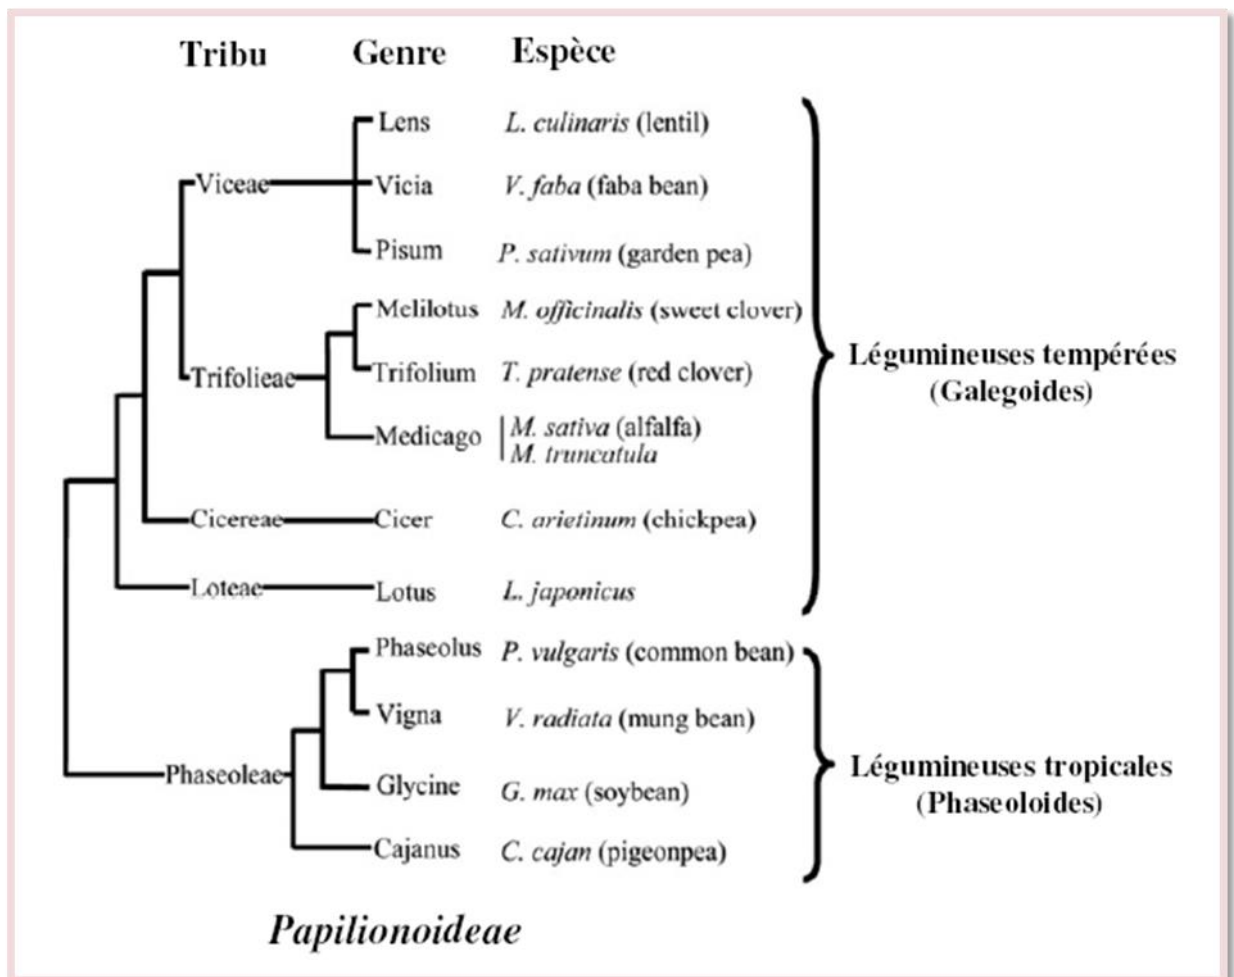 Tribu Genre Espèce
Lens L. culinaris (lentil)
Viceae Vicia V. faba (faba bean)
Pisum P. sativum (garden pea)
Melilotus M. officinalis (sweet clover)
Légumineuses tempérées
(Galegoides)
Trifolieae Trifolium T. pratense (red clover)
Medicago M. sativa (alfalfa)
M. truncatula
Cicereae Cicer C. arietinum (chickpea)
Loteae Lotus L. japonicus
Phaseolus P. vulgaris (common bean)
Vigna V. radiata (mung bean)
Légumineuses tropicales
(Phaseoloides)
Phaseoleae Glycine G. max (soybean)
Cajanus C. cajan (pigeonpea)
Papilionoideae